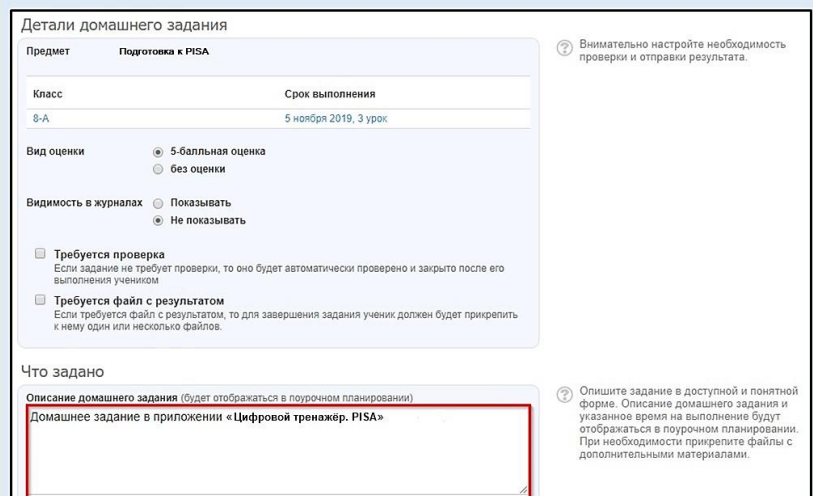 Детали домашнего задания
Предмет Подготовка к PISA
Внимательно настройте необходимость
проверки и отправки результата.
Класс Срок выполнения
8-А 5 ноября 2019, 3 урок
Вид оценки 5-балльная оценка
без оценки
Видимость в журналах Показывать
Не показывать
Требуется проверка
Если задание не требует проверки, то оно будет автоматически проверено и закрыто после его
выполнения учеником
Требуется файл с результатом
Если требуется файл с результатом, то для завершения задания ученик должен будет прикрепить
к нему один или несколько файлов.
Что задано
Описание домашнего задания (будет отображаться в поурочном планировании)
Домашнее задание в приложении «Цифровой тренажёр. PISA»
Опишите задание в доступной и понятной
форме. Описание домашнего задания и
указанное время на выполнение будут
отображаться в поурочном планировании.
При необходимости прикрепите файлы с
дополнительными материалами.